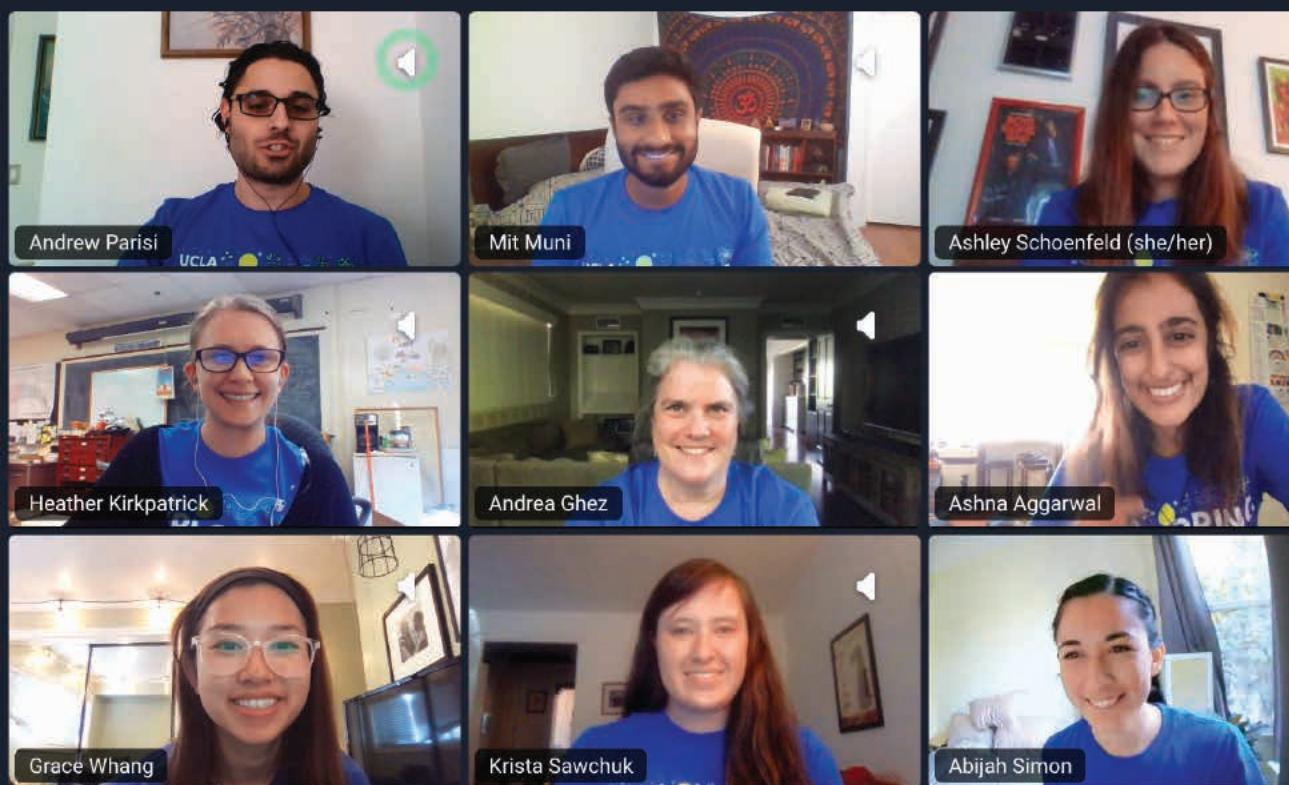 UCLA
Andrew Parisi
UCLA
Mit Muni
Ashley Schoenfeld (she/her)
Heather Kirkpatrick
Andrea Ghez
Ashna Aggarwal
Grace Whang
Krista Sawchuk
Abijah Simon